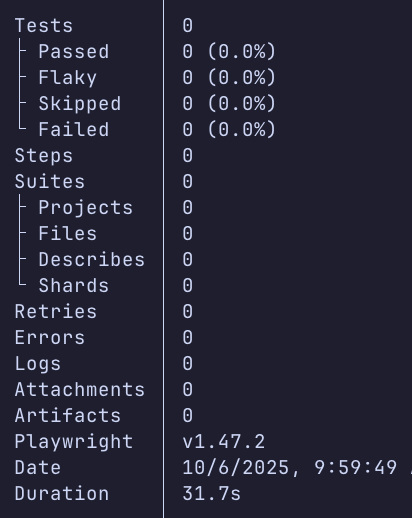 Tests 0
├ Passed 0 (0.0%)
├ Flaky 0 (0.0%)
├ Skipped 0 (0.0%)
└ Failed 0 (0.0%)
Steps 0
Suites 0
├ Projects 0
├ Files 0
├ Describes 0
└ Shards 0
Retries 0
Errors 0
Logs 0
Attachments 0
Artifacts 0
Playwright v1.47.2
Date 10/6/2025, 9:59:49
Duration 31.7s